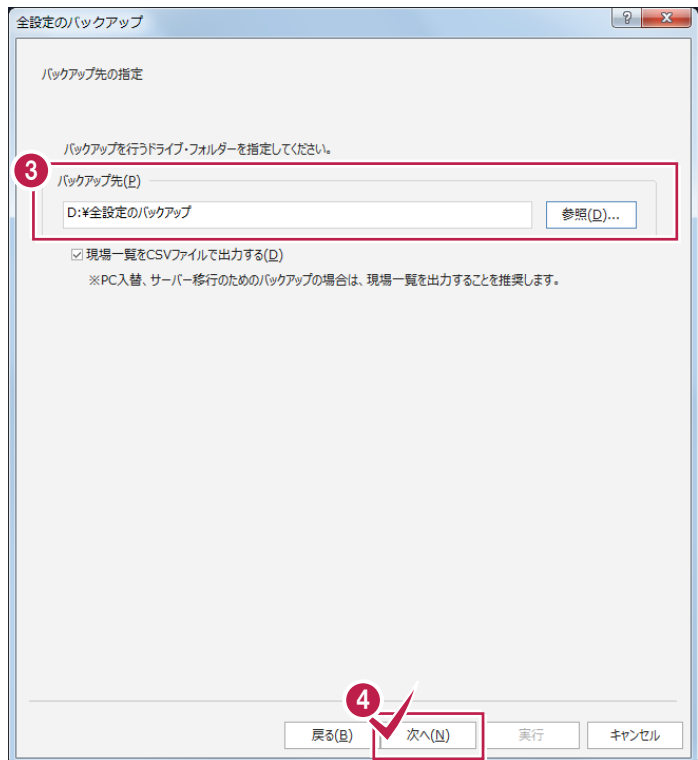 全設定のバックアップ
バックアップ先の指定
バックアップを行うドライブ・フォルダーを指定してください。
3
バックアップ先(P)
D:¥全設定のバックアップ
参照(D)...
現場一覧をCSVファイルで出力する(D)
※PC入替、サーバー移行のためのバックアップの場合は、現場一覧を出力することを推奨します。
4
戻る(B)
次へ(N)
実行
キャンセル